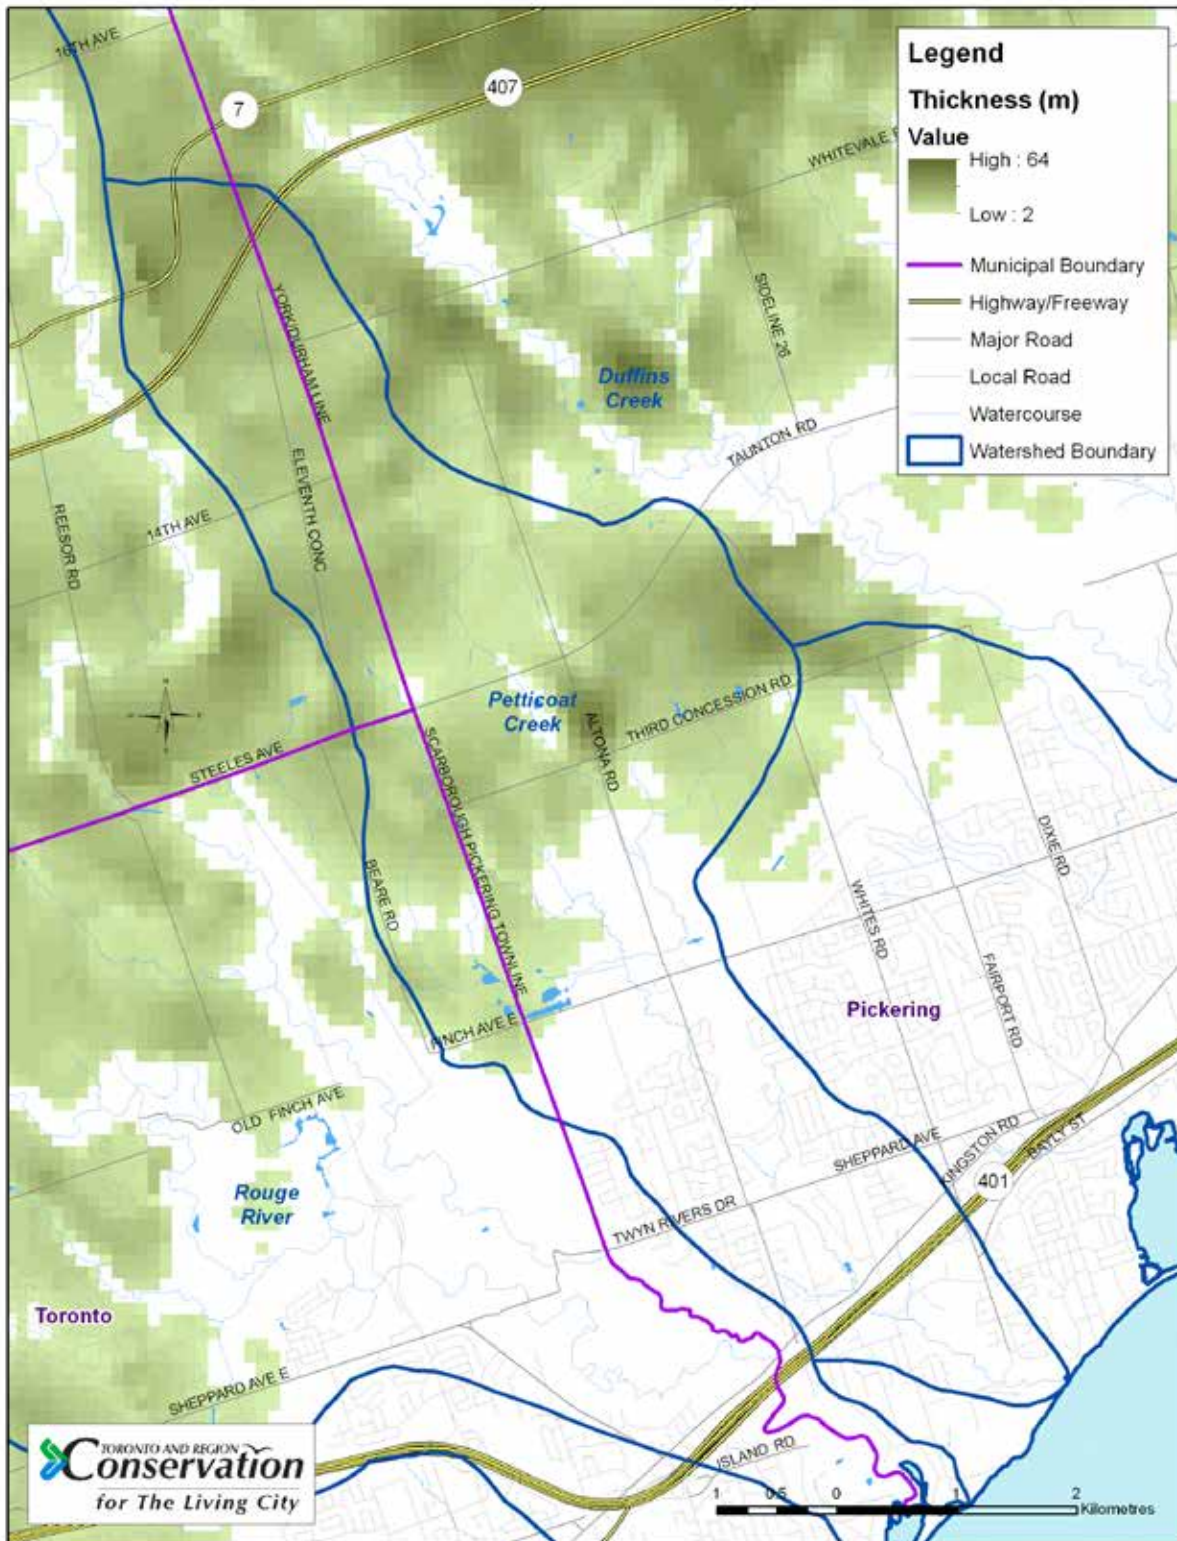 16TH AVE
7
407
WHITEVALE
Legend
Thickness (m)
Value
High : 64
Low : 2
Municipal Boundary
Highway/Freeway
Major Road
Local Road
Watercourse
Watershed Boundary
YORK/DURHAM LINE
SIDELINE 26
Duffins
Creek
TAUNTON RD
ELEVENTH CONC
14TH AVE
REESOR RD
Petticoat
Creek
ALTONA RD
THIRD CONCESSION RD
STEELES AVE
SCARBOROUGH PICKERING TOWNLINE
DIXIE RD
BEARE RD
WHITES RD
FAIRPORT RD
Pickering
FINCH AVE E
OLD FINCH AVE
SHEPPARD AVE
KINGSTON RD
BAYLY ST
401
Rouge
River
TWYN RIVERS DR
Toronto
SHEPPARD AVE E
ISLAND RD
TORONTO AND REGION
Conservation
for The Living City
1 0.5 0 1 2
Kilometres